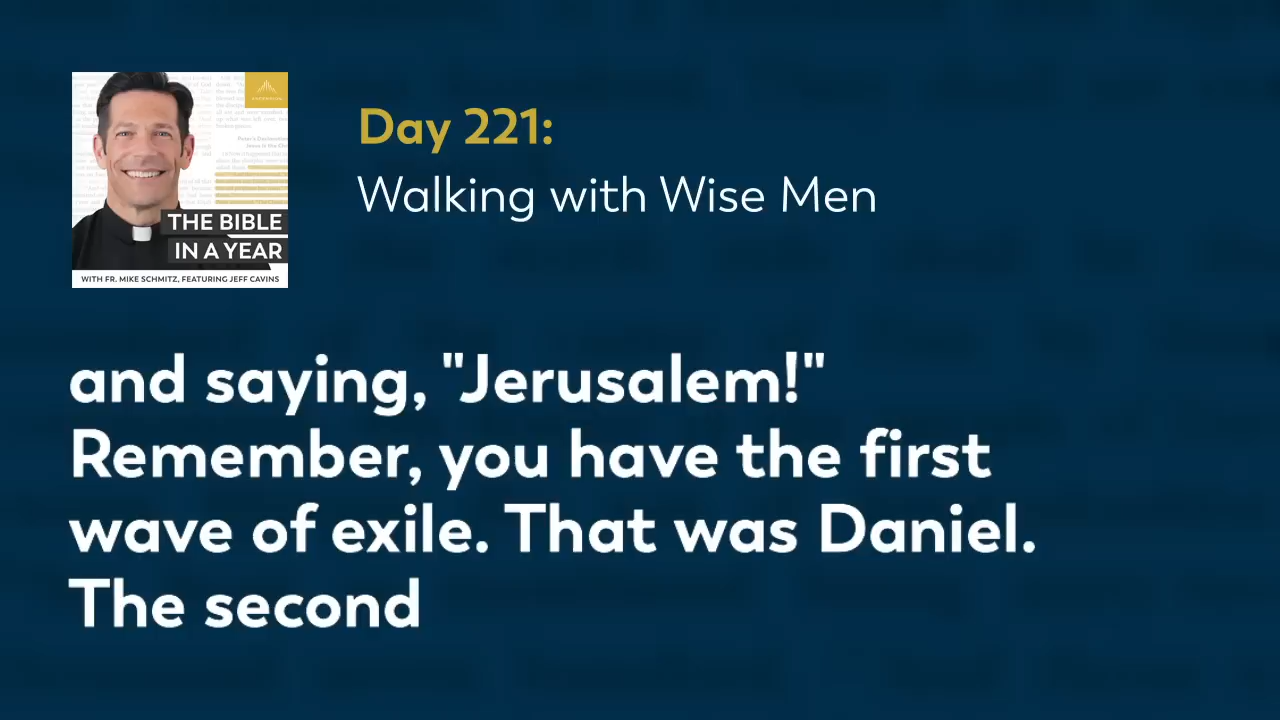 Day 221:
Walking with Wise Men
THE BIBLE
IN A YEAR
WITH FR. MIKE SCHMITZ, FEATURING JEFF CAVINS
and saying, "Jerusalem!"
Remember, you have the first
wave of exile. That was Daniel.
The second